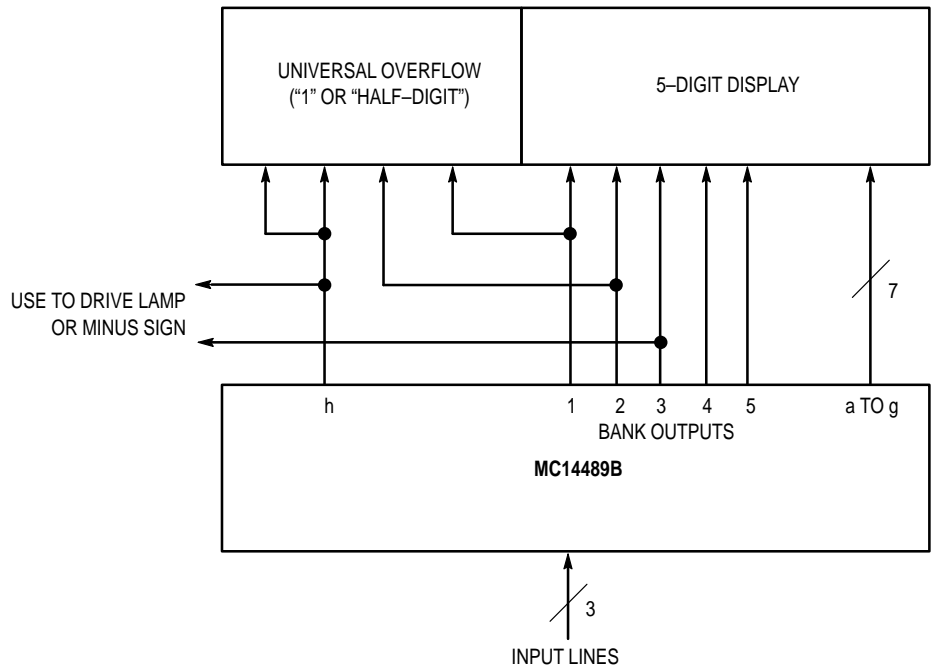 UNIVERSAL OVERFLOW
(“1” OR “HALF–DIGIT”)
5–DIGIT DISPLAY
USE TO DRIVE LAMP
OR MINUS SIGN
7
h
1
2
3
4
5
a TO g
BANK OUTPUTS
MC14489B
3
INPUT LINES